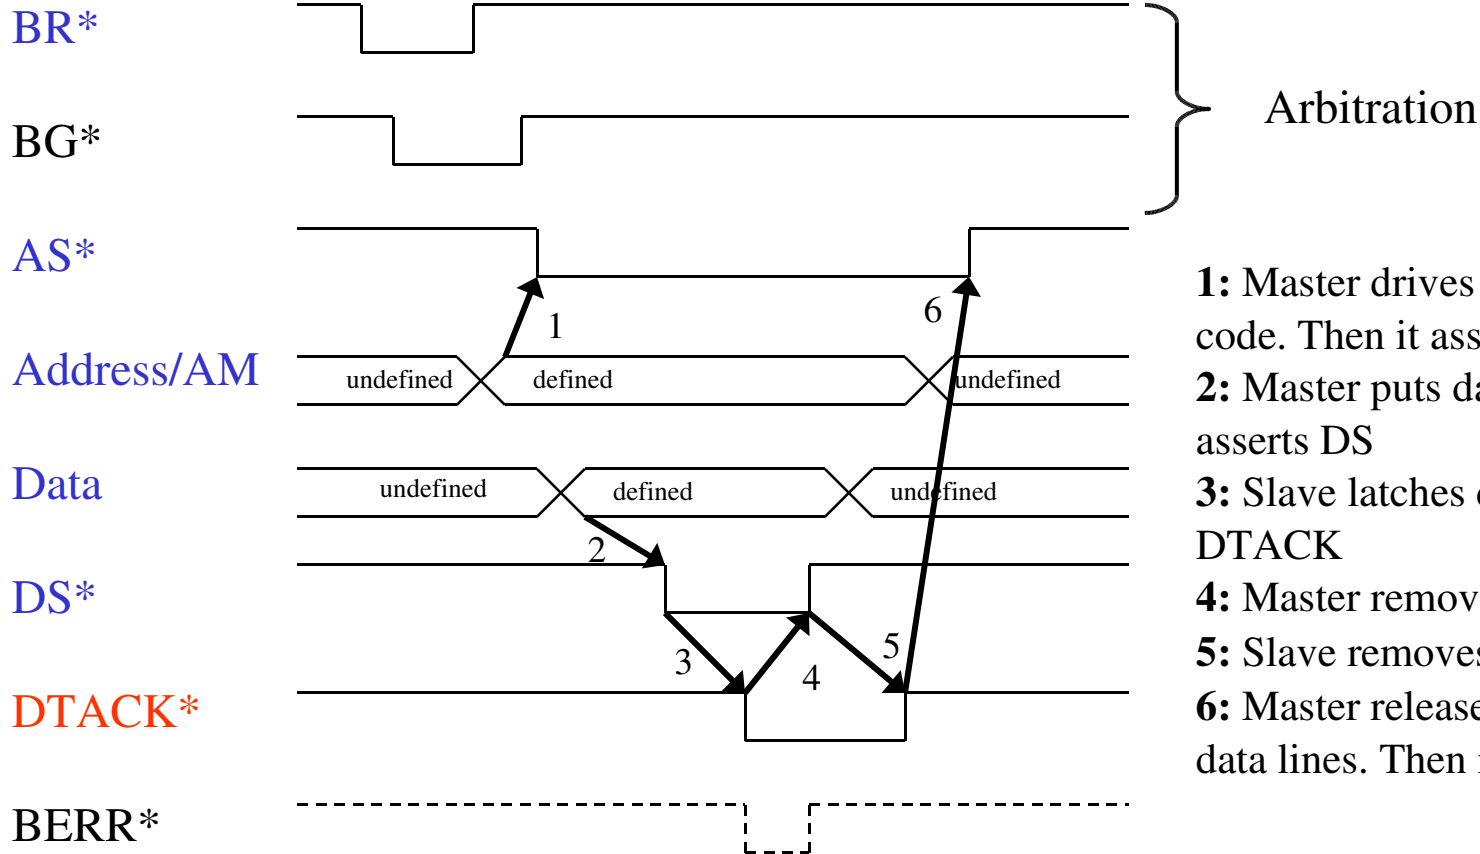 BR*
Arbitration
BG*
AS*
1: Master drives
6
1
code. Then it ass
Address/AM
undefined
defined
undefined
2: Master puts da
asserts DS
Data
undefined
defined
undefined
3: Slave latches
2
DTACK
DS*
4: Master remov
3
4
5
5: Slave removes
DTACK*
6: Master release
data lines. Then
BERR*